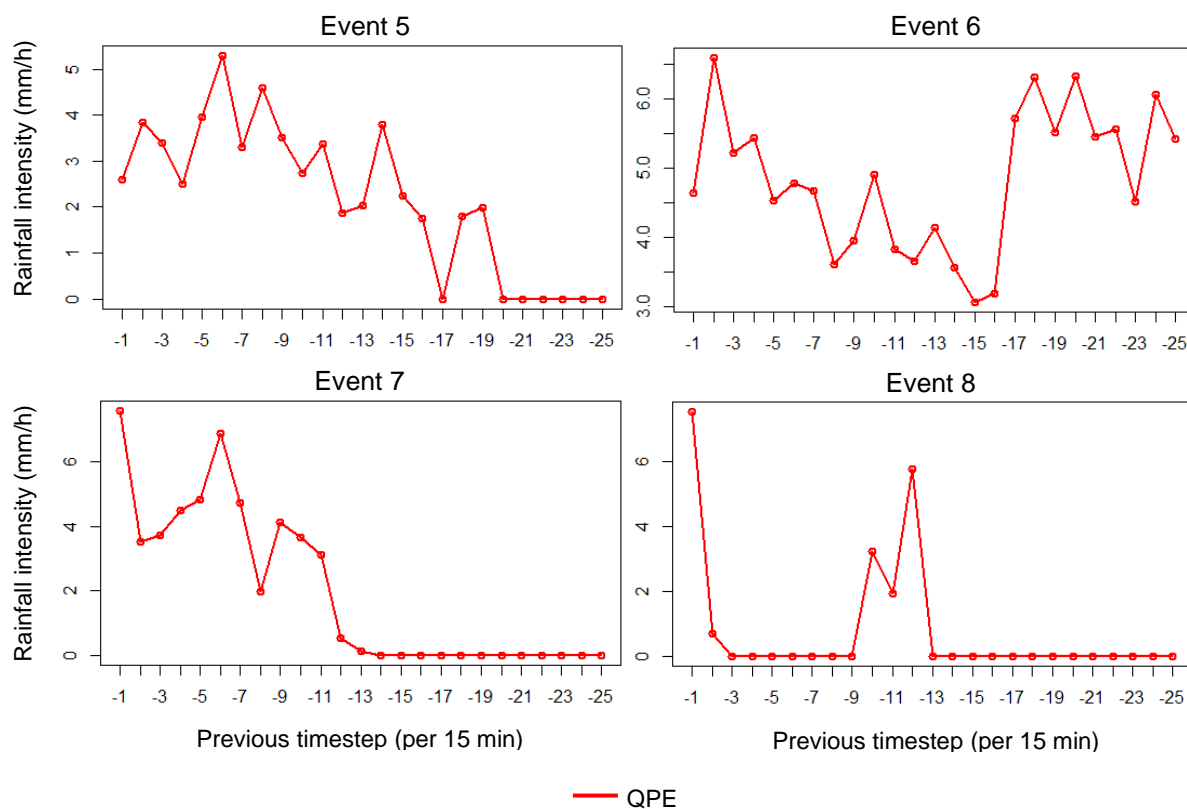 Event 5
Event 6
Rainfall intensity (mm/h)
5
4
3
2
1
0
-1 -3 -5 -7 -9 -11 -13 -15 -17 -19 -21 -23 -25
6.0
5.0
4.0
3.0
-1 -3 -5 -7 -9 -11 -13 -15 -17 -19 -21 -23 -25
Event 7
Event 8
Rainfall intensity (mm/h)
6
4
2
0
-1 -3 -5 -7 -9 -11 -13 -15 -17 -19 -21 -23 -25
6
4
2
0
-1 -3 -5 -7 -9 -11 -13 -15 -17 -19 -21 -23 -25
Previous timestep (per 15 min)
Previous timestep (per 15 min)
QPE